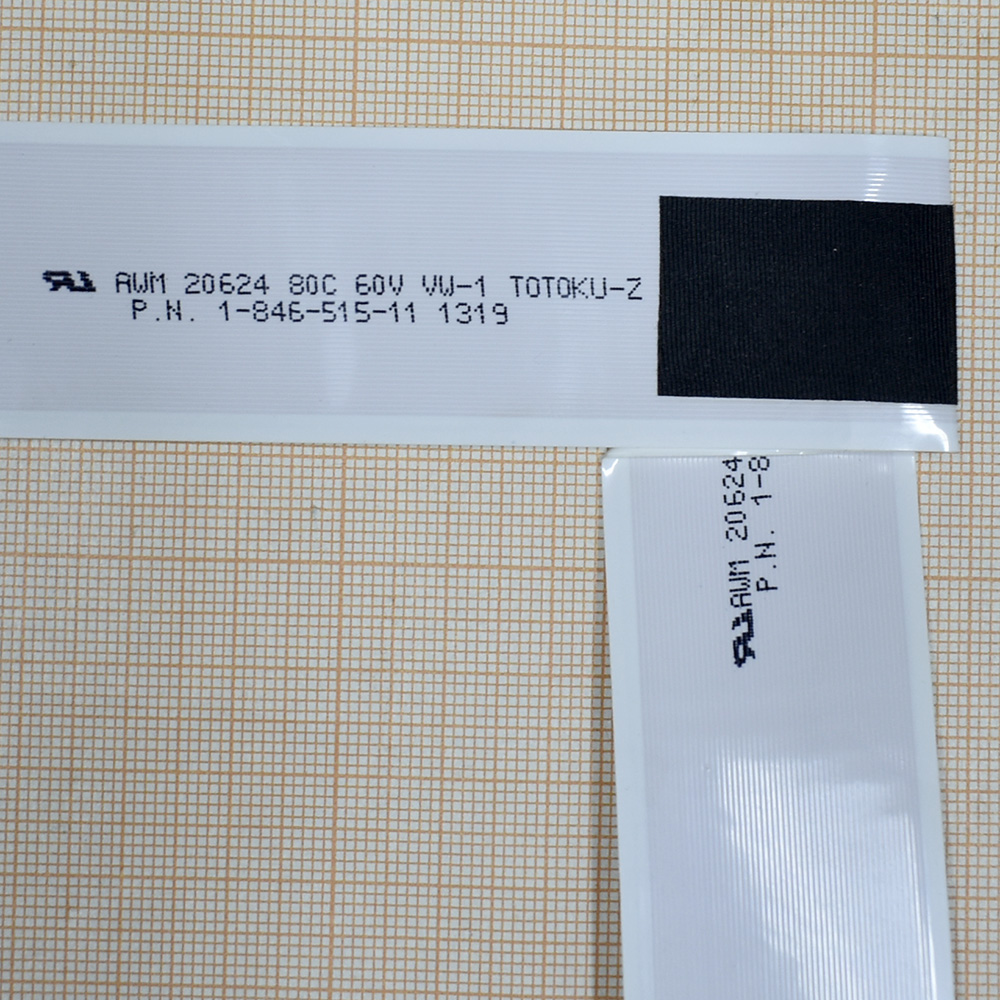 AWM 20624 80C 60V VW-1 TOTOKU-Z
P.N. 1-846-515-11 1319
AWM 20624
P.N. 1-8